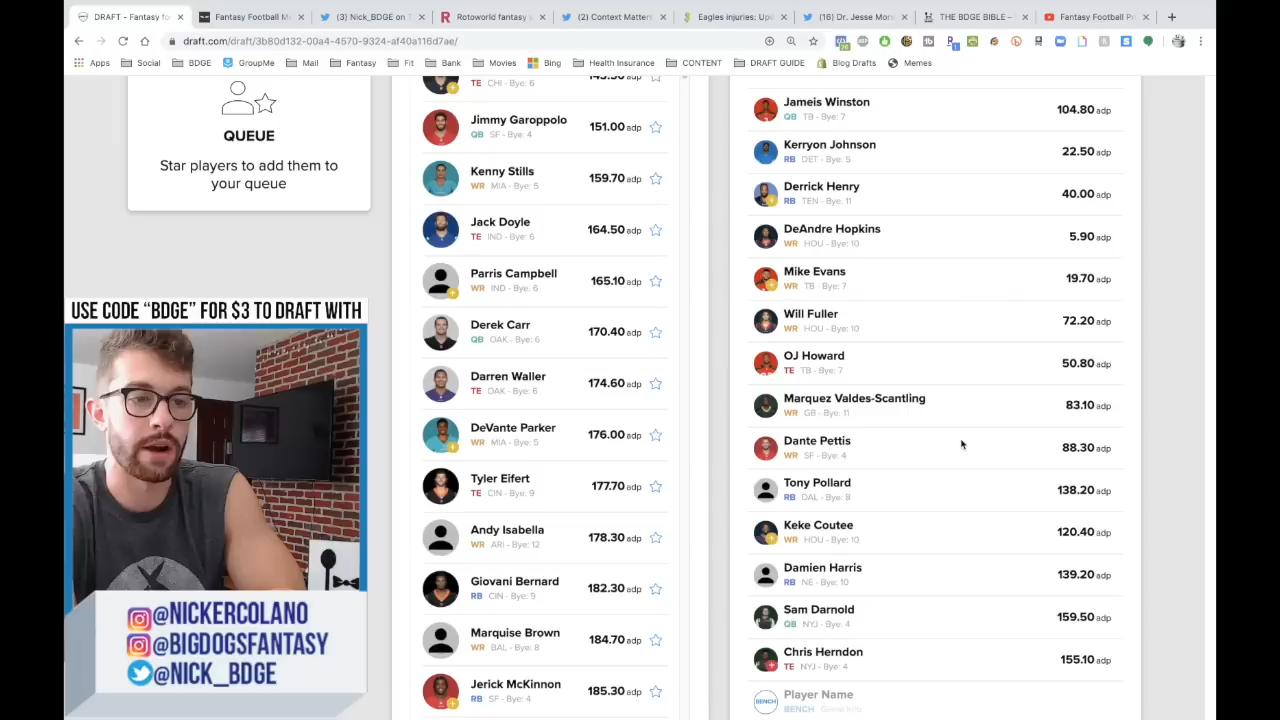 DRAFT - Fantasy fo
Fantasy Football M
(3) Nick_BDGE on T
Rotoworld fantasy
(2) Context Matters
Eagles injuries: Up
(16) Dr. Jesse Mors
THE BDGE BIBLE –
Fantasy Football Pr
draft.com/draft/3b80d132-00a4-4570-9324-af40a116d7ae/
Apps Social BDGE GroupMe Mail Fantasy Fit Bank Movies Bing Health Insurance CONTENT DRAFT GUIDE Blog Drafts Memes
QUEUE
Star players to add them to
your queue
TE CHI - Bye: 6
Jimmy Garoppolo
QB SF - Bye: 4
151.00 adp
Kenny Stills
WR MIA - Bye: 5
159.70 adp
Jack Doyle
TE IND - Bye: 6
164.50 adp
Parris Campbell
WR IND - Bye: 6
165.10 adp
Derek Carr
QB OAK - Bye: 6
170.40 adp
Darren Waller
TE OAK - Bye: 6
174.60 adp
DeVante Parker
WR MIA - Bye: 5
176.00 adp
Tyler Eifert
TE CIN - Bye: 9
177.70 adp
Andy Isabella
WR ARI - Bye: 12
178.30 adp
Giovani Bernard
RB CIN - Bye: 9
182.30 adp
Marquise Brown
WR BAL - Bye: 8
184.70 adp
Jerick McKinnon
RB SF - Bye: 4
185.30 adp
Jameis Winston
QB TB - Bye: 7
104.80 adp
Kerryon Johnson
RB DET - Bye: 5
22.50 adp
Derrick Henry
RB TEN - Bye: 11
40.00 adp
DeAndre Hopkins
WR HOU - Bye: 10
5.90 adp
Mike Evans
WR TB - Bye: 7
19.70 adp
Will Fuller
WR HOU - Bye: 10
72.20 adp
OJ Howard
TE TB - Bye: 7
50.80 adp
Marquez Valdes-Scantling
WR GB - Bye: 11
83.10 adp
Dante Pettis
WR SF - Bye: 4
88.30 adp
Tony Pollard
RB DAL - Bye: 8
138.20 adp
Keke Coutee
WR HOU - Bye: 10
120.40 adp
Damien Harris
RB NE - Bye: 10
139.20 adp
Sam Darnold
QB NYJ - Bye: 4
159.50 adp
Chris Herndon
TE NYJ - Bye: 4
155.10 adp
BENCH
Player Name
BENCH Game Info
USE CODE “BDGE” FOR $3 TO DRAFT WITH
@NICKERCOLANO
@BIGDOGSFANTASY
@NICK_BDGE